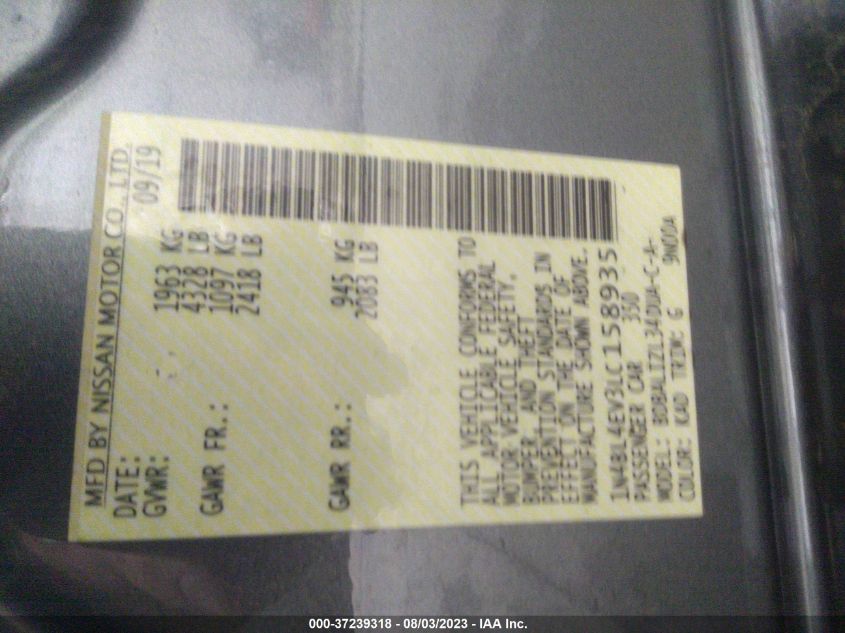 MFD BY NISSAN MOTOR CO., LTD.
DATE: 09/19
GVWR: 1963 KG
4328 LB
GAWR FR.: 1097 KG
2418 LB
GAWR RR.: 945 KG
2083 LB
THIS VEHICLE CONFORMS TO
ALL APPLICABLE FEDERAL
MOTOR VEHICLE SAFETY,
BUMPER, AND THEFT
PREVENTION STANDARDS IN
EFFECT ON THE DATE OF
MANUFACTURE SHOWN ABOVE.
1N4BL4EV3LC158935
PASSENGER CAR 350
MODEL:
COLOR: KAD TRIM: G
000-37239318 - 08/03/2023 - IAA Inc.